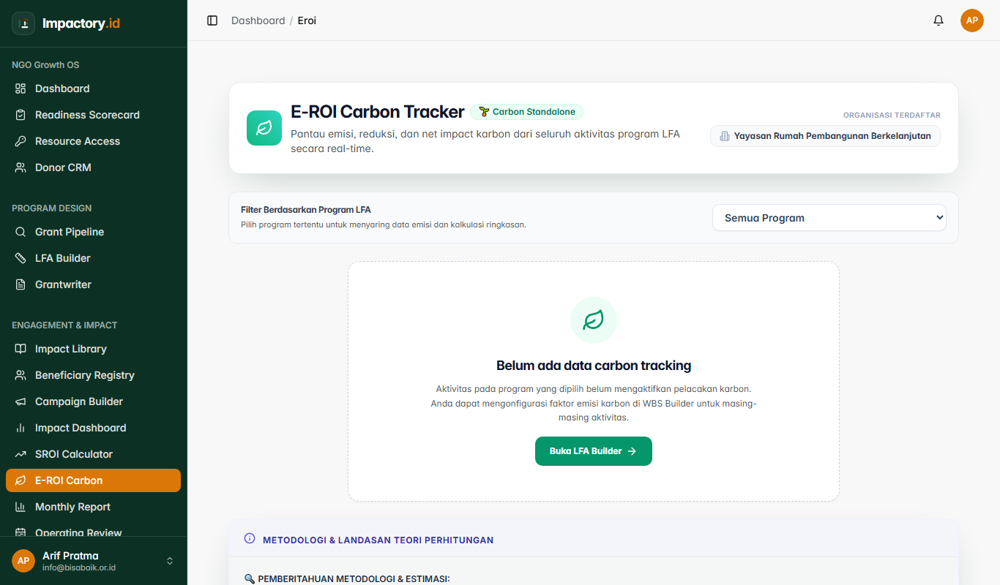 Impactory.id
NGO Growth OS
Dashboard
Readiness Scorecard
Resource Access
Donor CRM
PROGRAM DESIGN
Grant Pipeline
LFA Builder
Grantwriter
ENGAGEMENT & IMPACT
Impact Library
Beneficiary Registry
Campaign Builder
Impact Dashboard
SROI Calculator
E-ROI Carbon
Monthly Report
Operating Review
AP
Arif Pratma
info@bisabaik.or.id
Dashboard / Eroi
AP
E-ROI Carbon Tracker
Carbon Standalone
Pantau emisi, reduksi, dan net impact karbon dari seluruh aktivitas program LFA
secara real-time.
ORGANISASI TERDAFTAR
Yayasan Rumah Pembangunan Berkelanjutan
Filter Berdasarkan Program LFA
Pilih program tertentu untuk menyaring data emisi dan kalkulasi ringkasan.
Semua Program
Belum ada data carbon tracking
Aktivitas pada program yang dipilih belum mengaktifkan pelacakan karbon.
Anda dapat mengonfigurasi faktor emisi karbon di WBS Builder untuk masing-
masing aktivitas.
Buka LFA Builder →
METODOLOGI & LANDASAN TEORI PERHITUNGAN
🔍 PEMBERITAHUAN METODOLOGI & ESTIMASI: